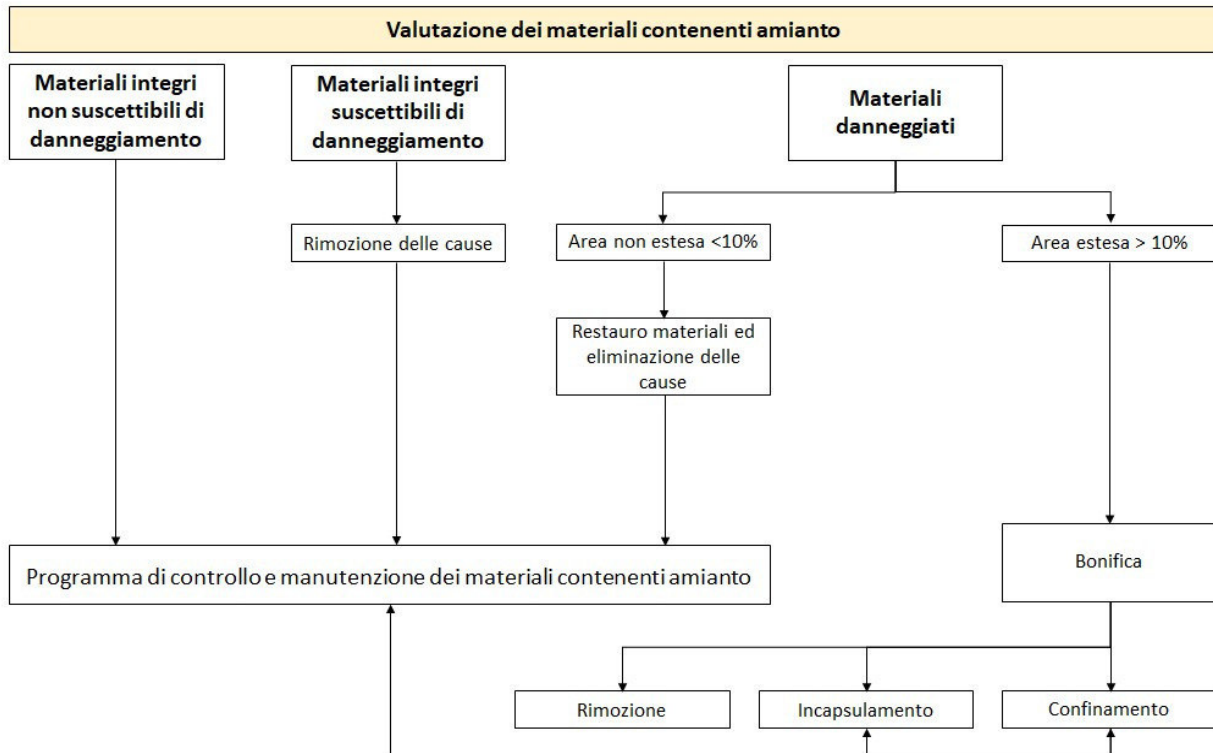 Valutazione dei materiali contenenti amianto
Materiali integri
non suscettibili di
danneggiamento
Materiali integri
suscettibili di
danneggiamento
Materiali
danneggiati
Rimozione delle cause
Area non estesa <10%
Area estesa > 10%
Restauro materiali ed
eliminazione delle
cause
Programma di controllo e manutenzione dei materiali contenenti amianto
Bonifica
Rimozione
Incapsulamento
Confinamento